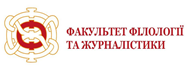 ФАКУЛЬТЕТ ФІЛОЛОГІЇ
ТА ЖУРНАЛІСТИКИ